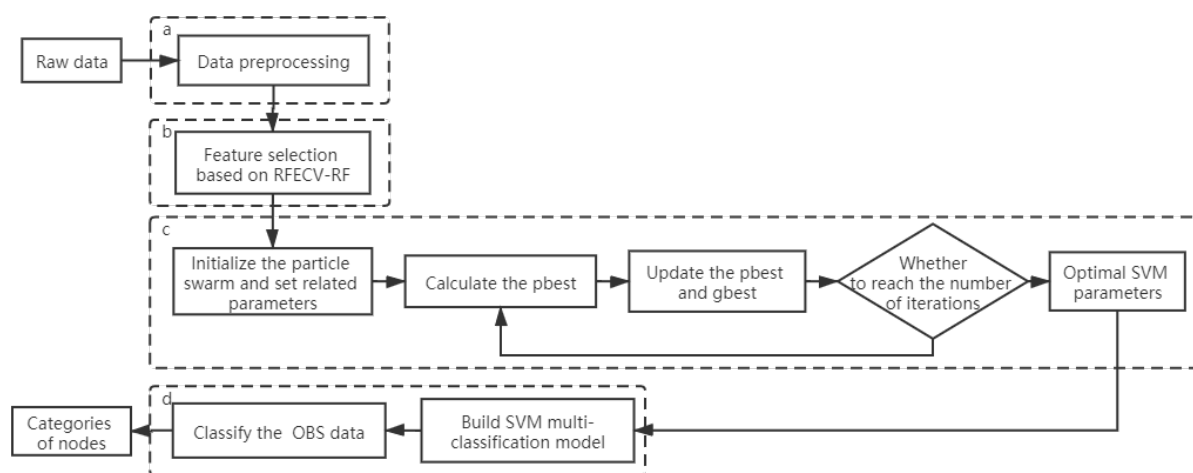 a
Raw data
Data preprocessing
b
Feature selection
based on RFECV-RF
c
Initialize the particle
swarm and set related
parameters
Calculate the pbest
Update the pbest
and gbest
Whether
to reach the number
of iterations
Optimal SVM
parameters
d
Categories
of nodes
Classify the OBS data
Build SVM multi-
classification model